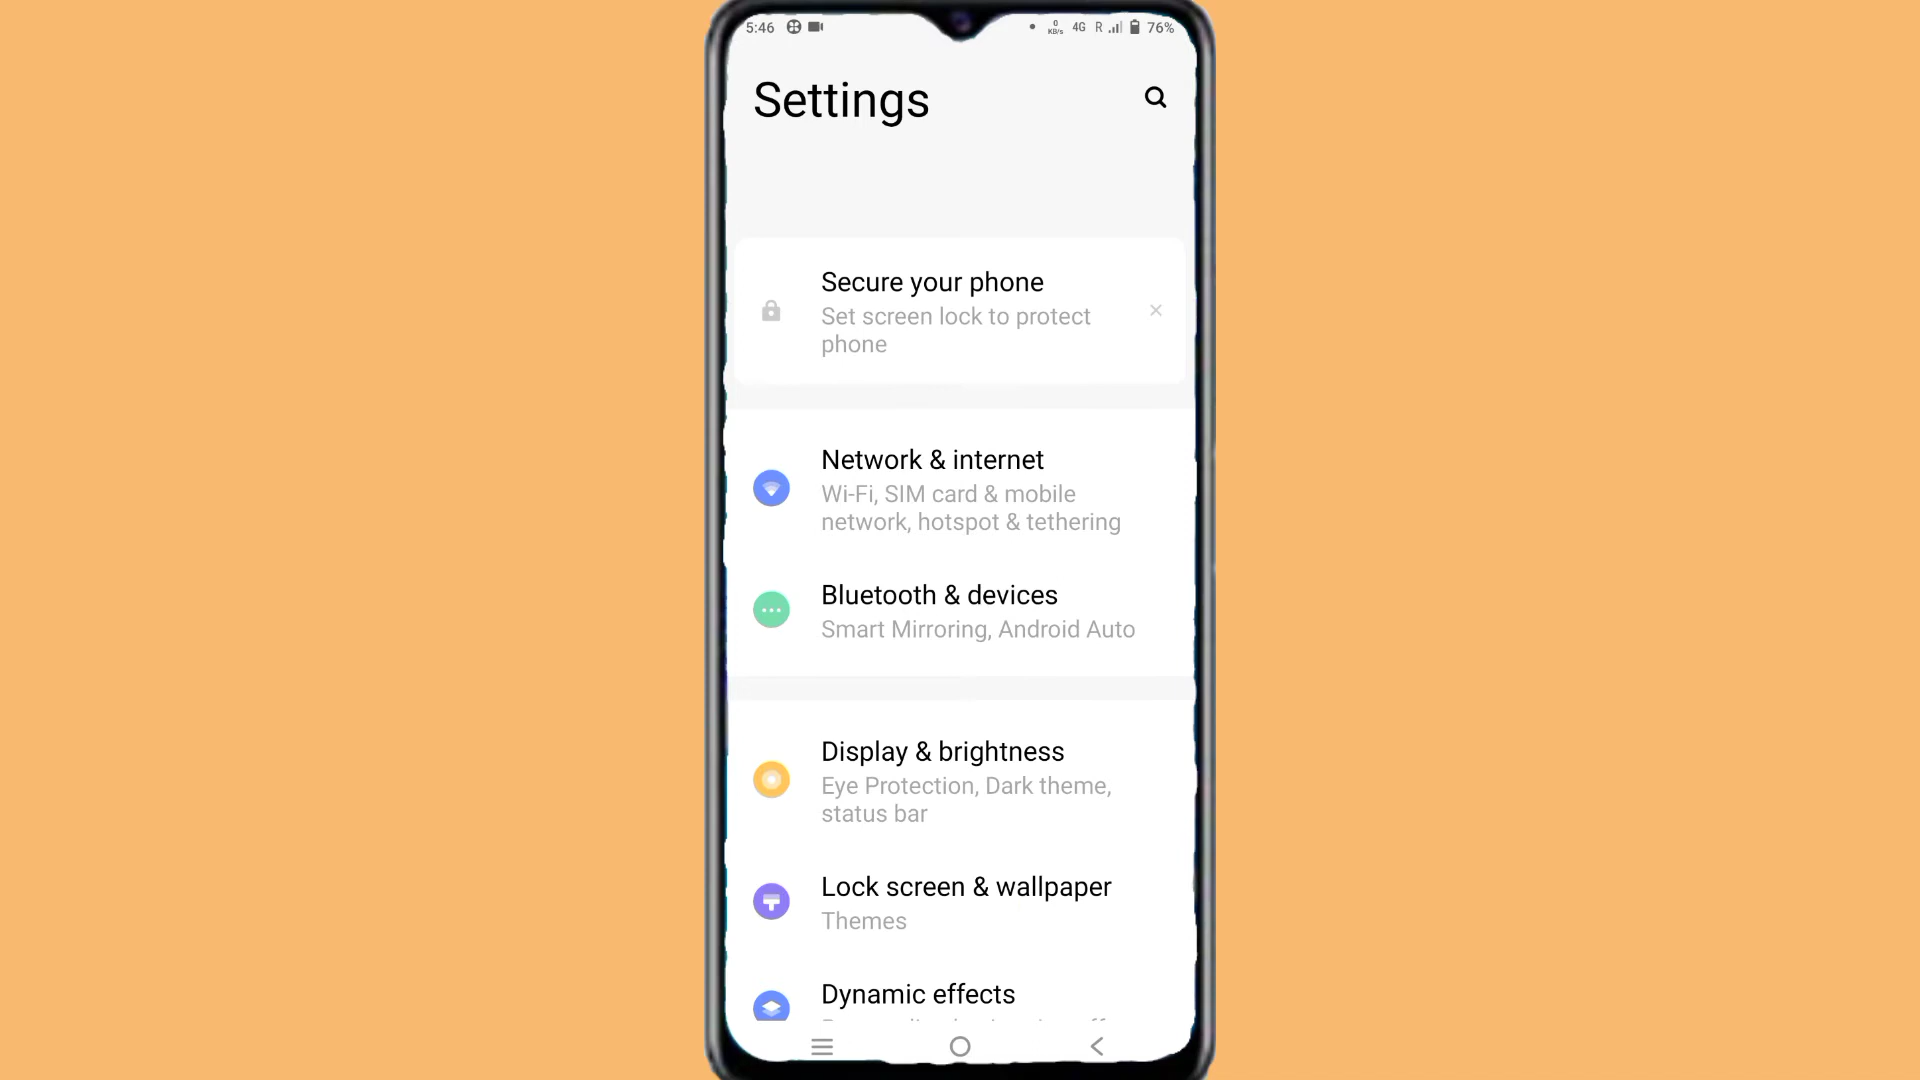 5:46
0 KB/s 4G R 76%
Settings
Secure your phone
Set screen lock to protect
phone
Network & internet
Wi-Fi, SIM card & mobile
network, hotspot & tethering
Bluetooth & devices
Smart Mirroring, Android Auto
Display & brightness
Eye Protection, Dark theme,
status bar
Lock screen & wallpaper
Themes
Dynamic effects